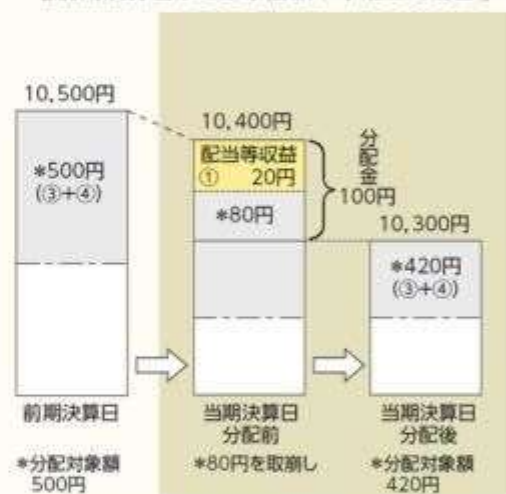 10,500円
*500円
(③+④)
10,400円
配当等収益
① 20円
*80円
分配金
100円
10,300円
*420円
(③+④)
前期決算日
当期決算日
分配前
当期決算日
分配後
*分配対象額
500円
*80円を取崩し
*分配対象額
420円